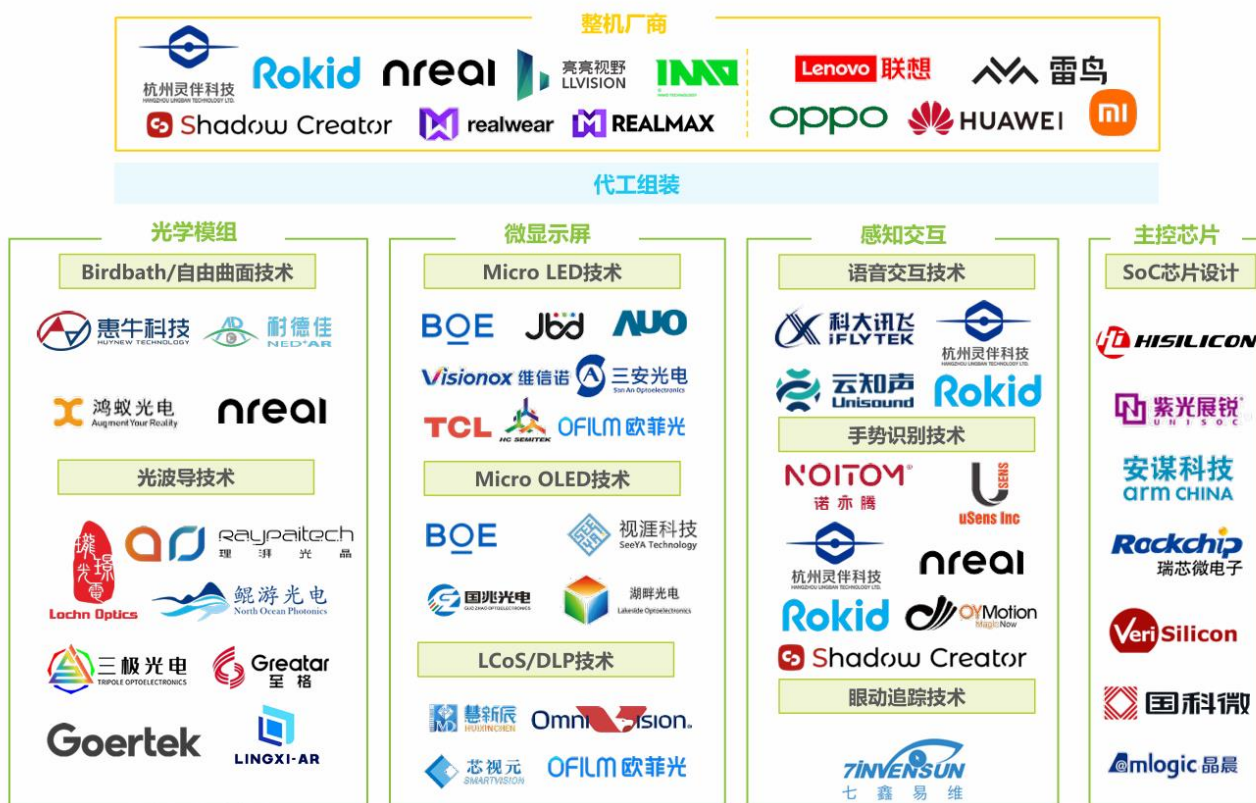 整机厂商
杭州灵伴科技
HANGZHOU LINGBAN TECHNOLOGY LTD.
Rokid
nreal
亮亮视野
LLVISION
INMO
Lenovo 联想
雷鸟
Shadow Creator
realwear
REALMAX
oppo
HUAWEI
mi
代工组装
光学模组
Birdbath/自由曲面技术
惠牛科技
HUYNEW TECHNOLOGY
耐德佳
NED+AR
鸿蚁光电
Augment Your Reality
nreal
光波导技术
瓏璟光電
Lochn Optics
Raypaitech
理湃光晶
鲲游光电
North Ocean Photonics
三极光电
TRIPOLE OPTOELECTRONICS
Greatar
至格
Goertek
LINGXI-AR
微显示屏
Micro LED技术
BOE
Jbd
AUO
Visionox 维信诺
三安光电
San An Optoelectronics
TCL
HC SEMITEK
OFILM 欧菲光
Micro OLED技术
BOE
SEEYA
视涯科技
SeeYA Technology
国兆光电
GUO ZHAO OPTOELECTRONICS
湖畔光电
Lakeside Optoelectronics
LCoS/DLP技术
慧新辰
HUIXINCHEN
OmniVision
芯视元
SMARTVISION
OFILM 欧菲光
感知交互
语音交互技术
科大讯飞
iFLYTEK
杭州灵伴科技
HANGZHOU LINGBAN TECHNOLOGY LTD.
云知声
Unisound
Rokid
手势识别技术
NOITOM
诺亦腾
USENS
uSens Inc
杭州灵伴科技
HANGZHOU LINGBAN TECHNOLOGY LTD.
nreal
Rokid
OYMotion
MagicNow
Shadow Creator
眼动追踪技术
7INVENSUN
七鑫易维
主控芯片
SoC芯片设计
Hi HISILICON
紫光展锐
UNISOC
安谋科技
arm CHINA
Rockchip
瑞芯微电子
VeriSilicon
国科微
Amlogic 晶晨